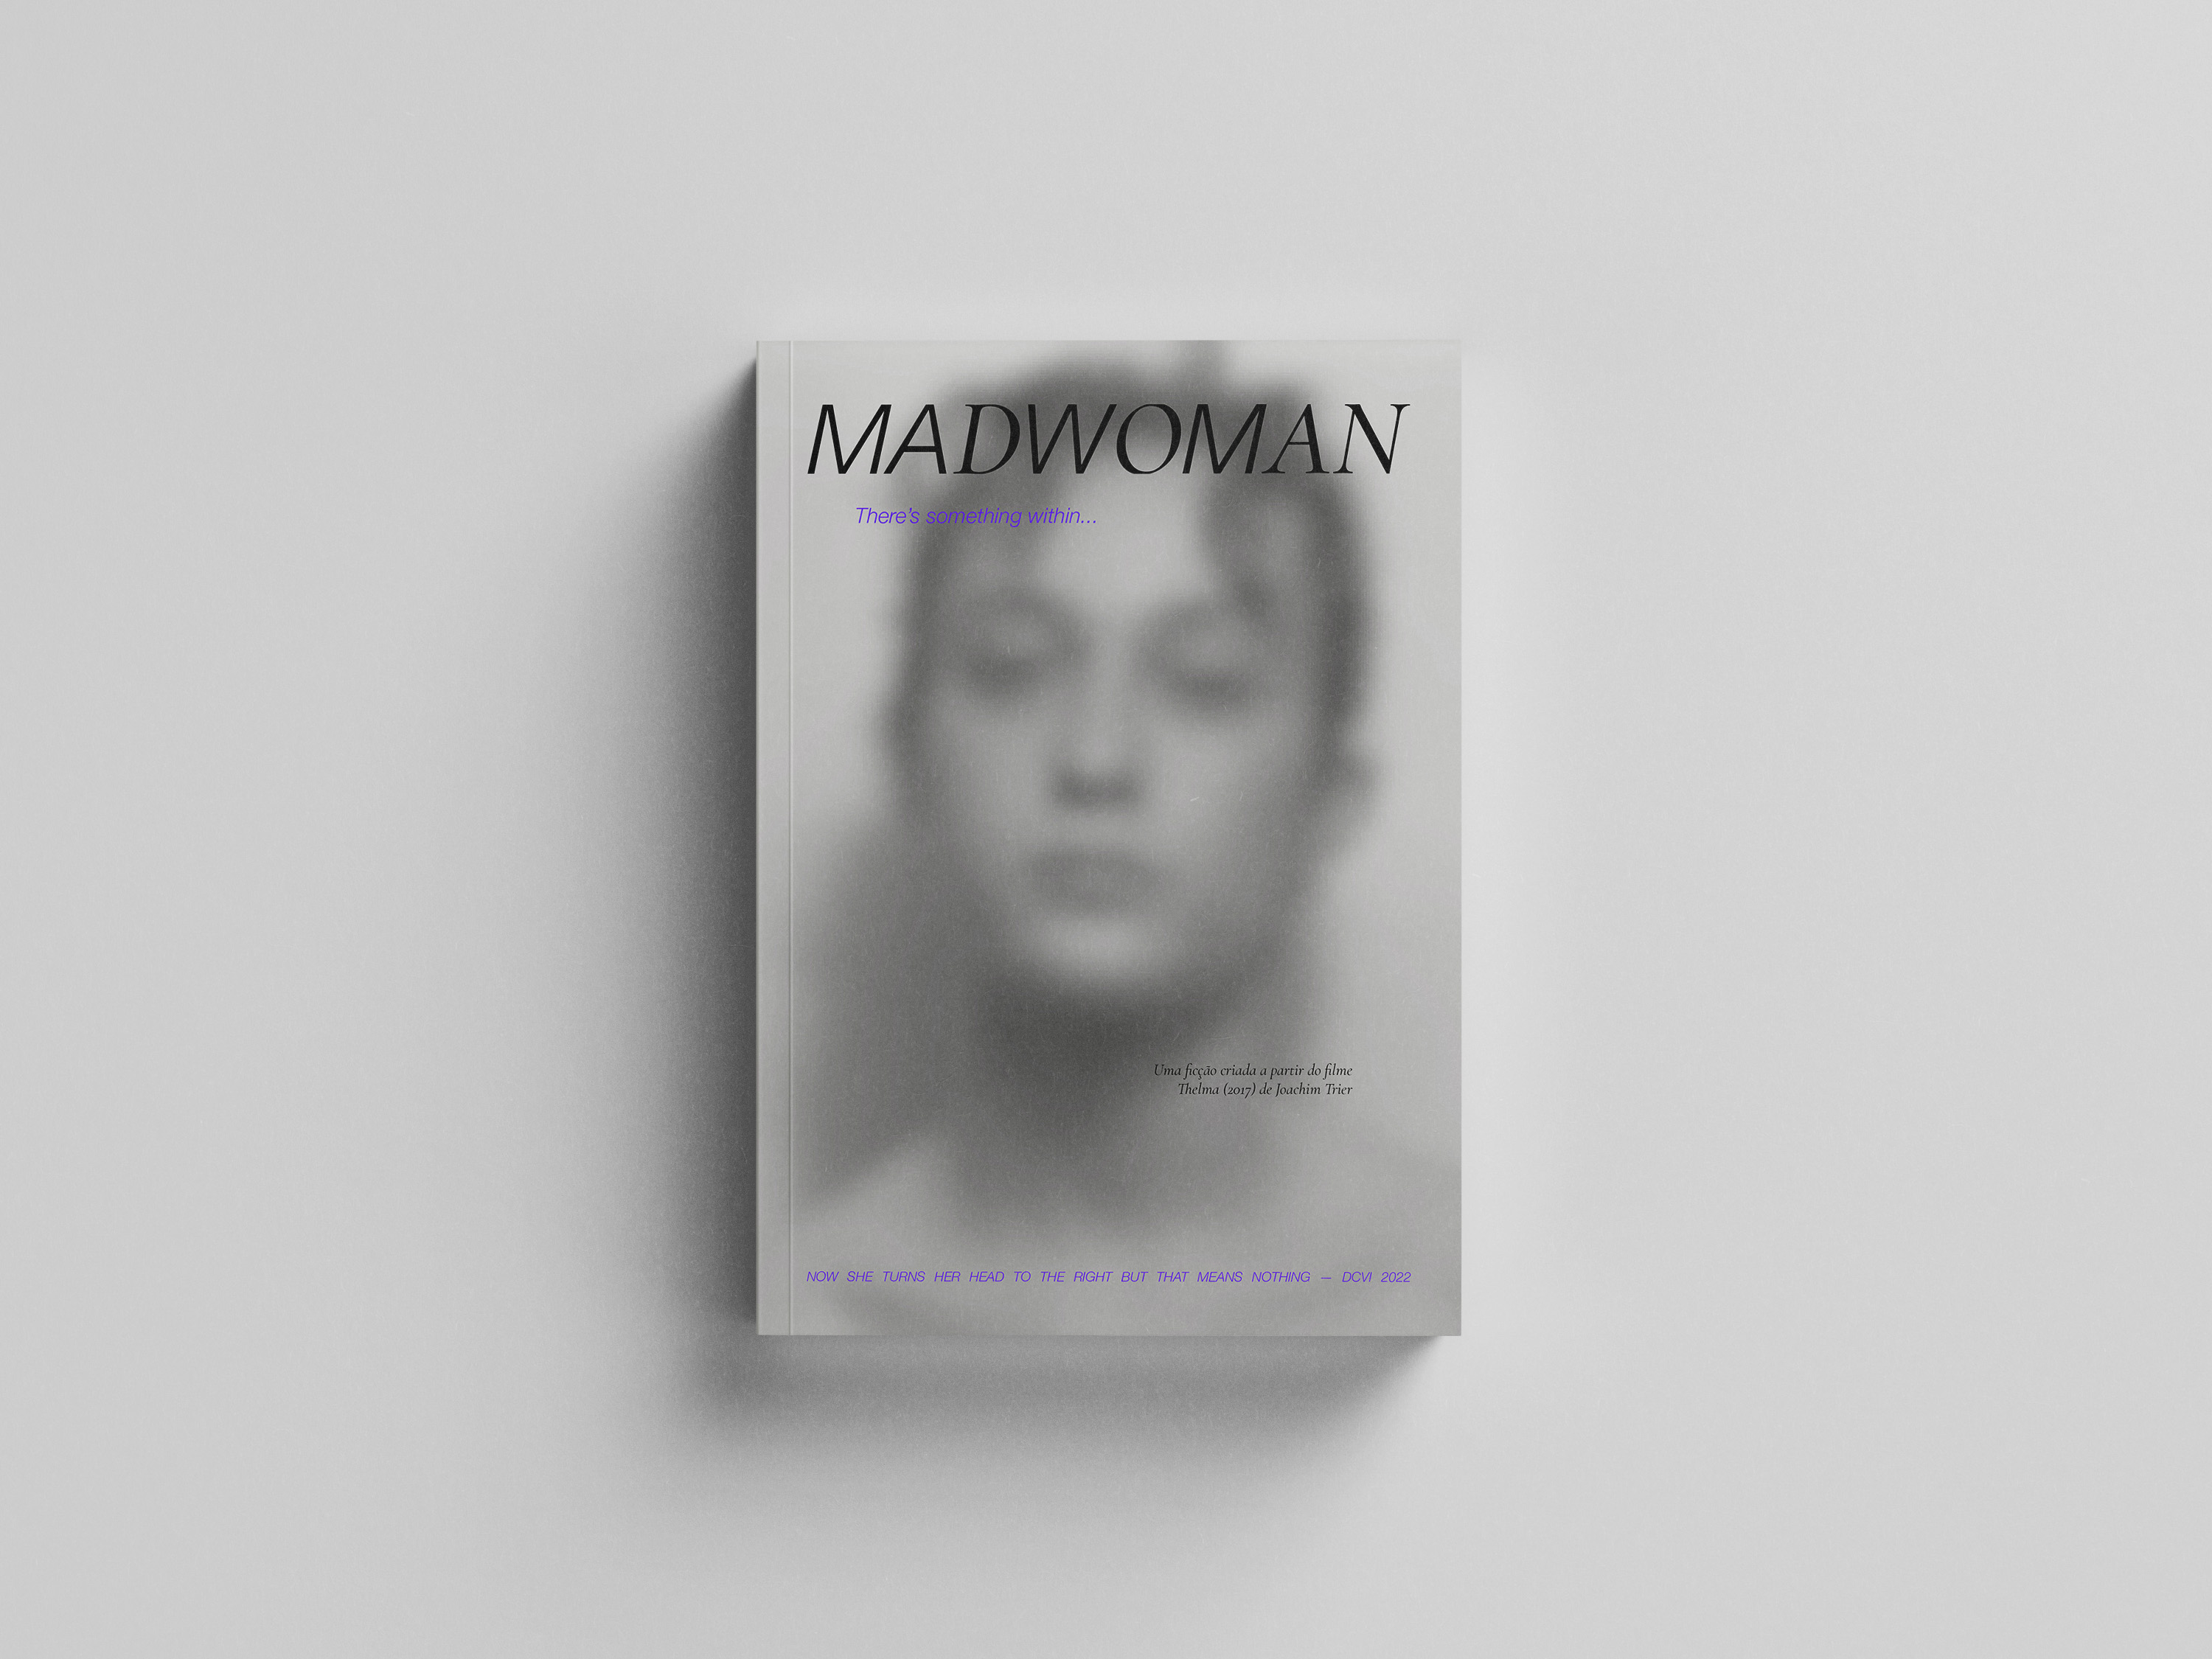 MADWOMAN
There's something within...
Uma ficção criada a partir do filme
Thelma (2017) de Joachim Trier
NOW SHE TURNS HER HEAD TO THE RIGHT BUT THAT MEANS NOTHING — DCVI 2022